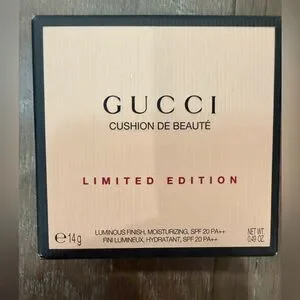 GUCCI
CUSHION DE BEAUTÉ
LIMITED EDITION
LUMINOUS FINISH, MOISTURIZING, SPF 20 PA++
FINI LUMINEUX, HYDRATANT, SPF 20 PA++
℮14g
NET WT.
0.49 OZ.